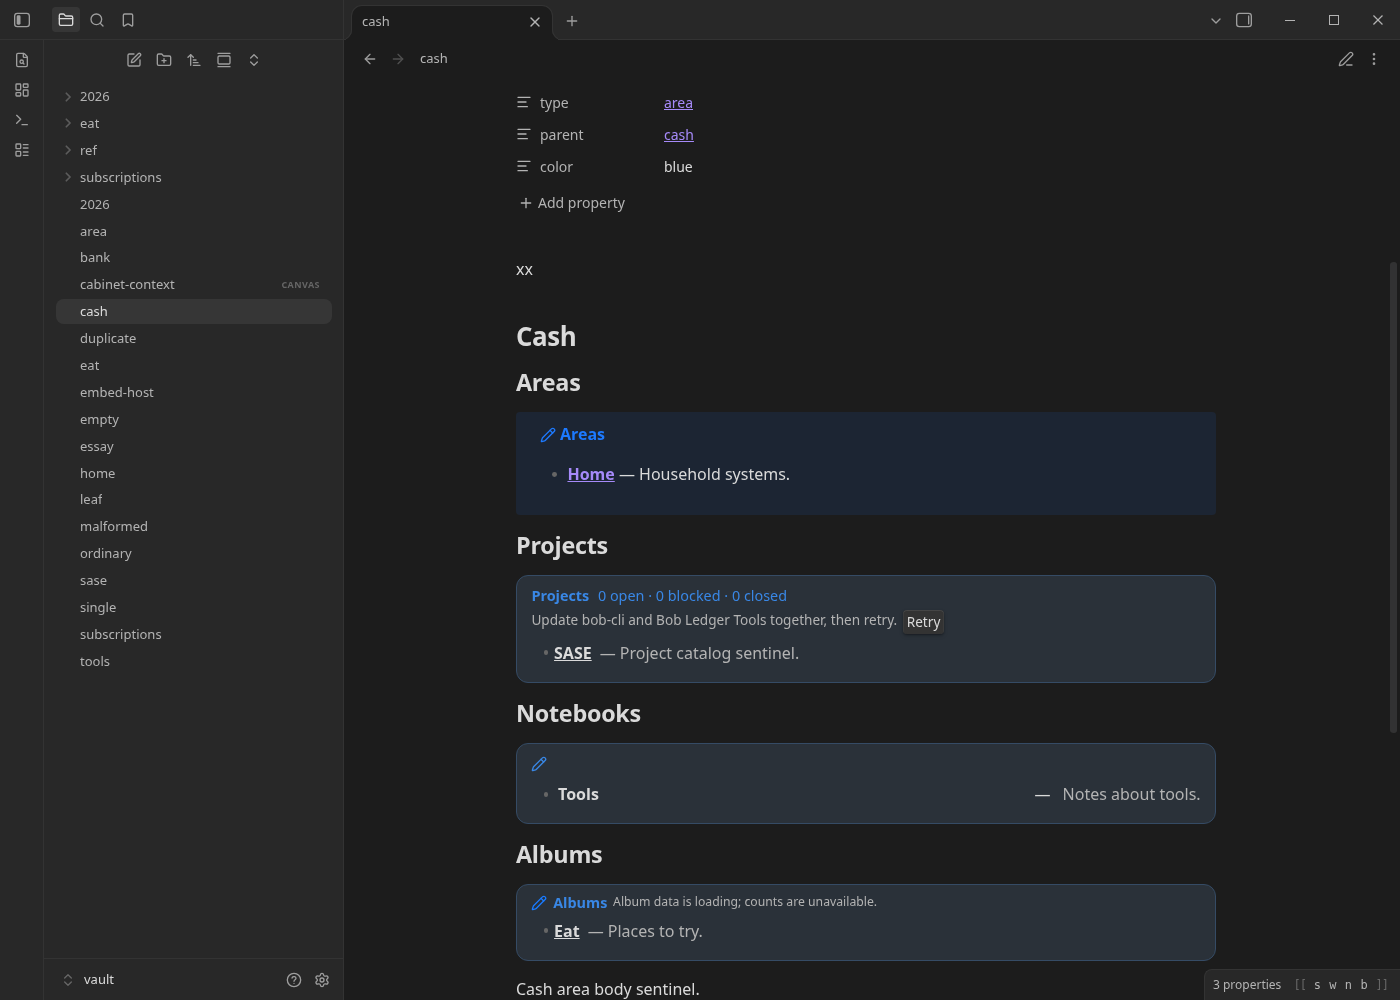 cash
cash
2026
eat
ref
subscriptions
2026
area
bank
cabinet-context CANVAS
cash
duplicate
eat
embed-host
empty
essay
home
leaf
malformed
ordinary
sase
single
subscriptions
tools
vault
type area
parent cash
color blue
Add property
xx
Cash
Areas
Areas
Home — Household systems.
Projects
Projects 0 open · 0 blocked · 0 closed
Update bob-cli and Bob Ledger Tools together, then retry. Retry
SASE — Project catalog sentinel.
Notebooks
Tools — Notes about tools.
Albums
Albums Album data is loading; counts are unavailable.
Eat — Places to try.
Cash area body sentinel.
3 properties [[ s w n b ]]